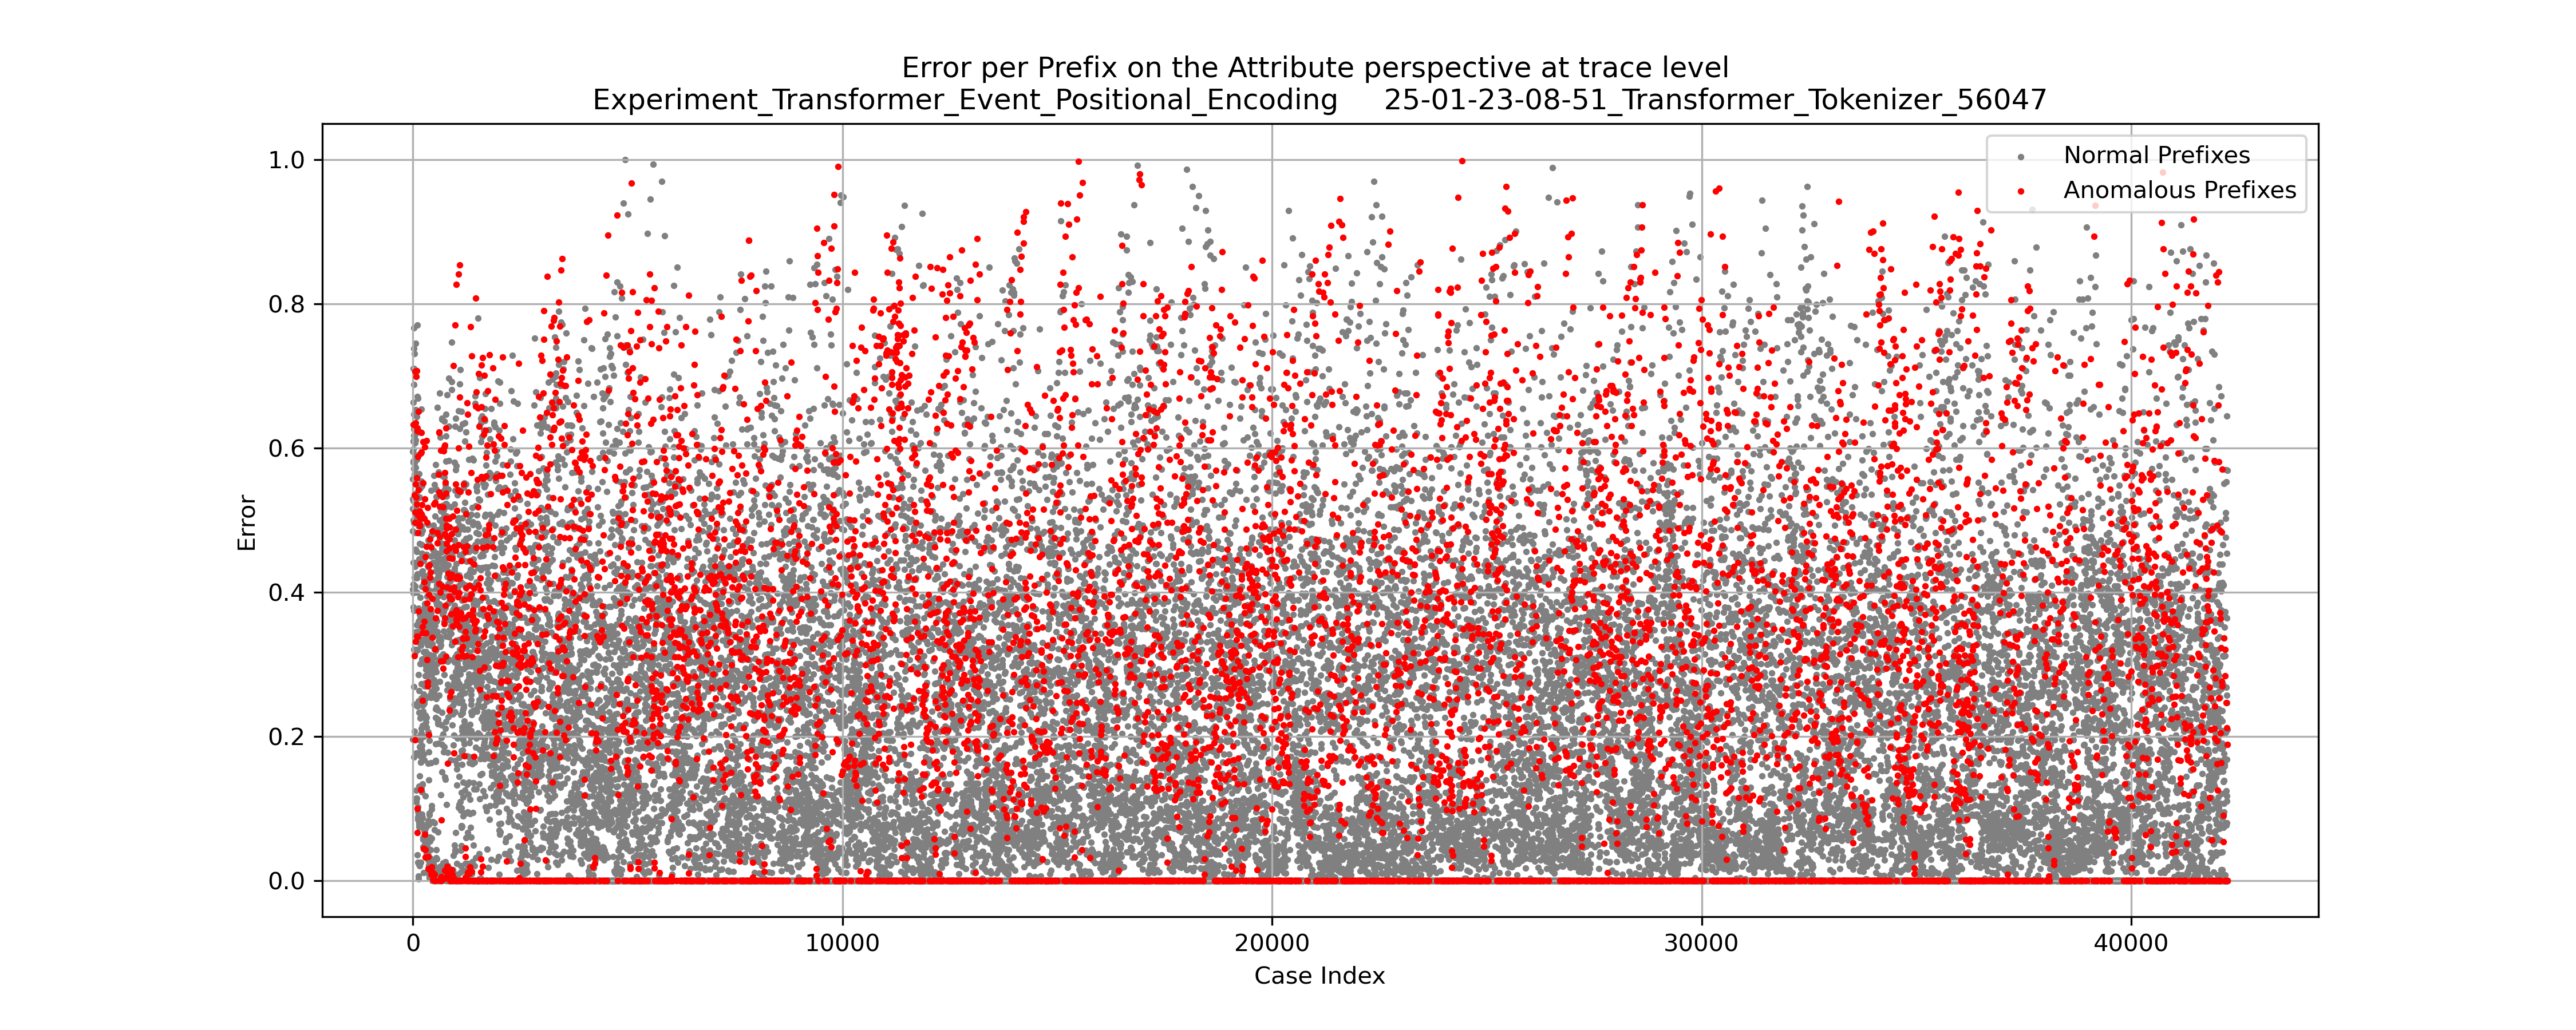 Error per Prefix on the Attribute perspective at trace level
Experiment_Transformer_Event_Positional_Encoding 25-01-23-08-51_Transformer_Tokenizer_56047
Normal Prefixes
Anomalous Prefixes
1.0
0.8
0.6
0.4
0.2
0.0
Error
0 10000 20000 30000 40000
Case Index